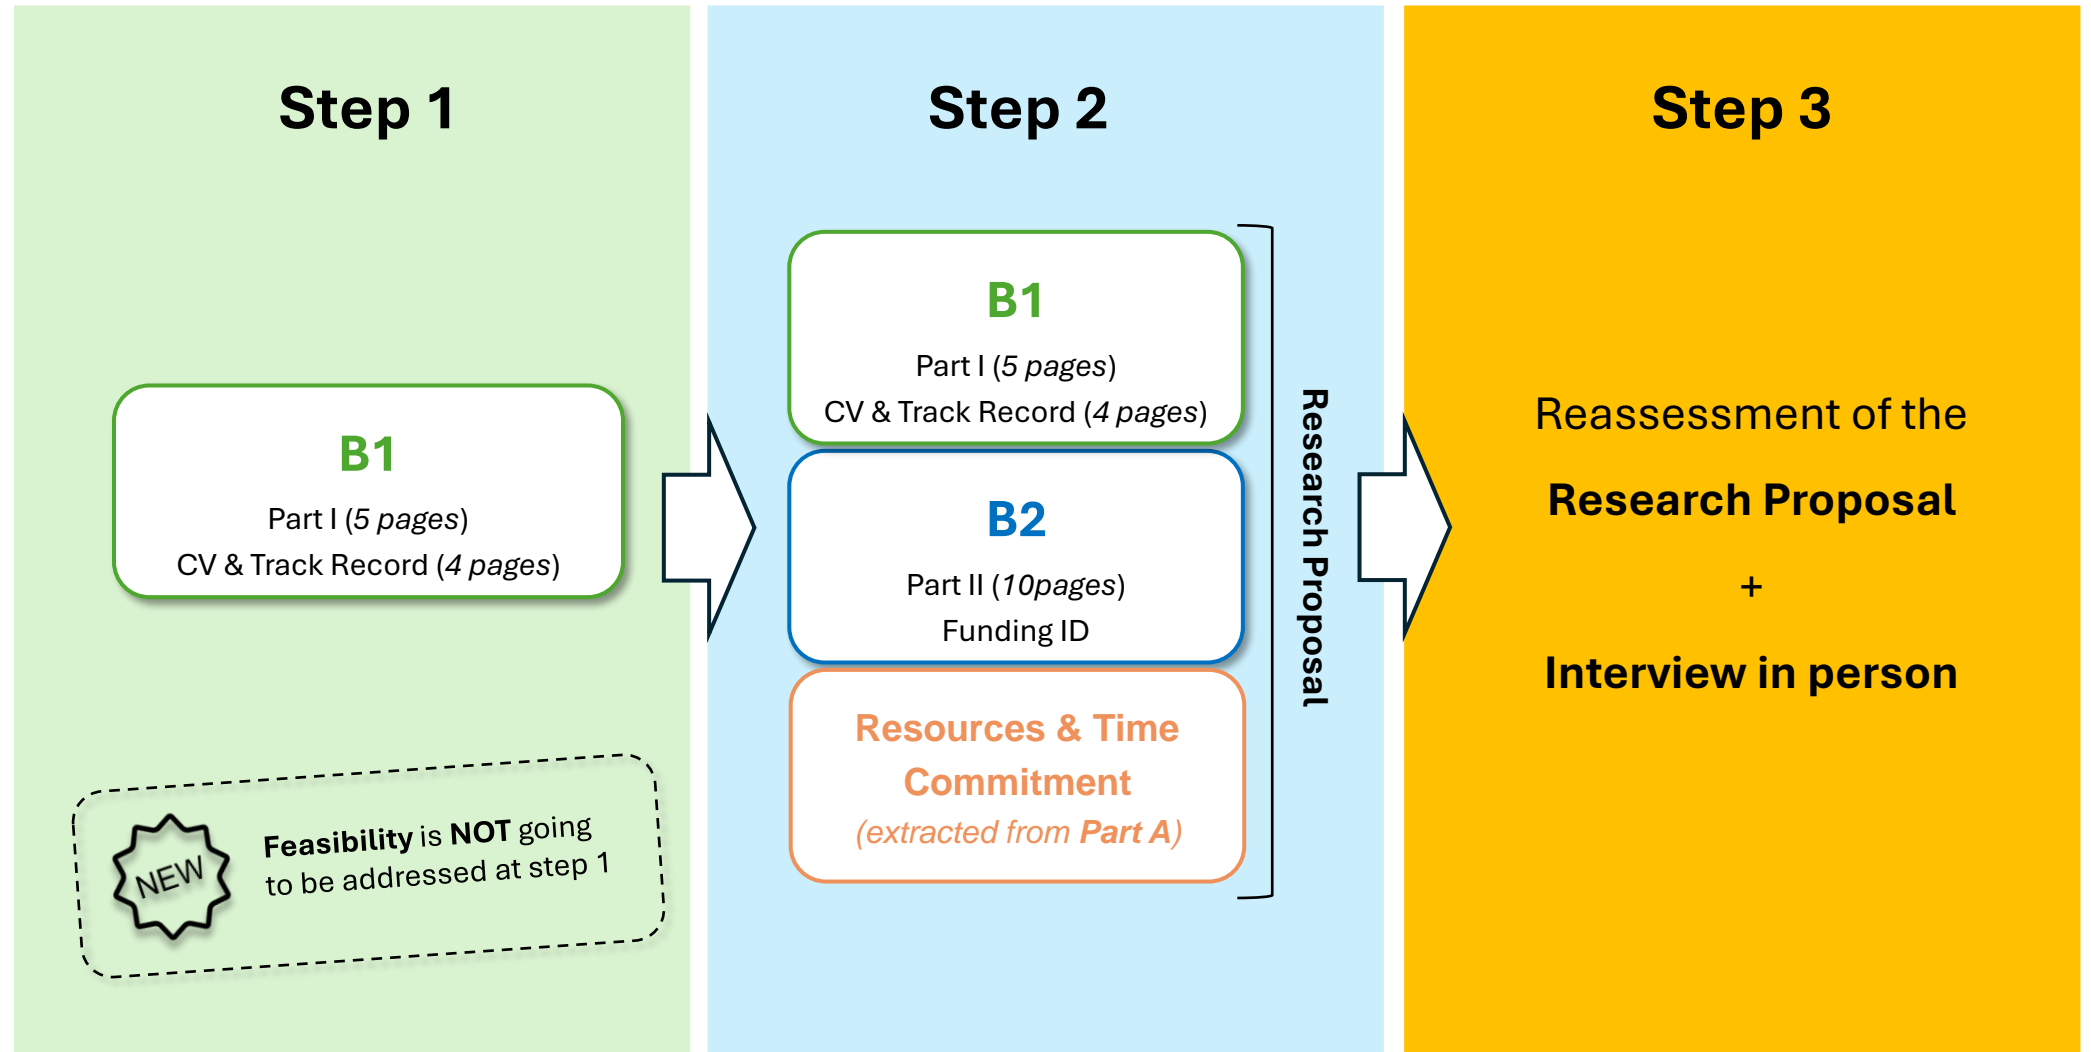 Step 1
B1
Part I (5 pages)
CV & Track Record (4 pages)
NEW
Feasibility is NOT going
to be addressed at step 1
Step 2
B1
Part I (5 pages)
CV & Track Record (4 pages)
B2
Part II (10pages)
Funding ID
Resources & Time
Commitment
(extracted from Part A)
Research Proposal
Step 3
Reassessment of the
Research Proposal
+
Interview in person